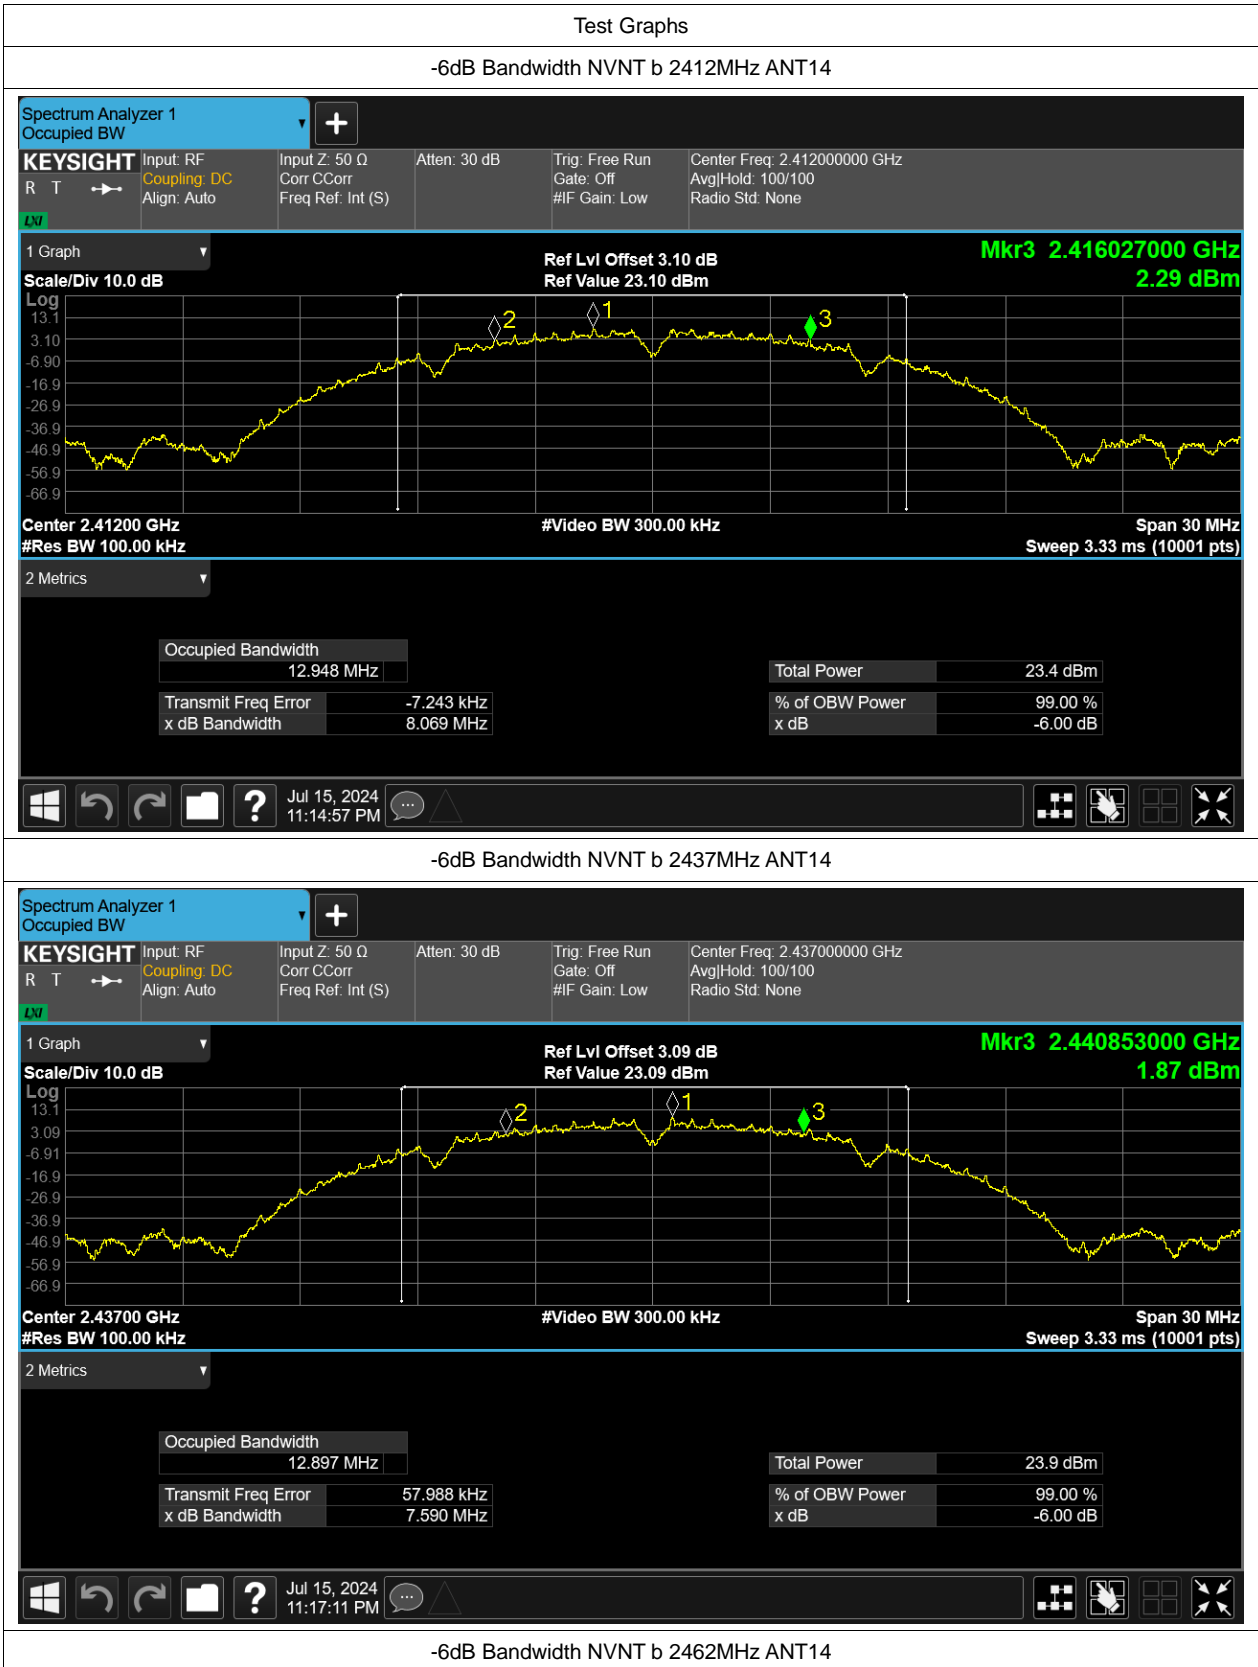 Test Graphs
-6dB Bandwidth NVNT b 2412MHz ANT14
Spectrum Analyzer 1
Occupied BW
KEYSIGHT
R T
LXI
Input: RF
Coupling: DC
Align: Auto
Input Z: 50 Ω
Corr CCorr
Freq Ref: Int (S)
Atten: 30 dB
Trig: Free Run
Gate: Off
#IF Gain: Low
Center Freq: 2.412000000 GHz
Avg|Hold: 100/100
Radio Std: None
1 Graph
Scale/Div 10.0 dB
Ref Lvl Offset 3.10 dB
Ref Value 23.10 dBm
Mkr3 2.416027000 GHz
2.29 dBm
Log
13.1
3.10
-6.90
-16.9
-26.9
-36.9
-46.9
-56.9
-66.9
2
1
3
Center 2.41200 GHz
#Res BW 100.00 kHz
#Video BW 300.00 kHz
Span 30 MHz
Sweep 3.33 ms (10001 pts)
2 Metrics
Occupied Bandwidth
12.948 MHz
Transmit Freq Error -7.243 kHz
x dB Bandwidth 8.069 MHz
Total Power 23.4 dBm
% of OBW Power 99.00 %
x dB -6.00 dB
?
Jul 15, 2024
11:14:57 PM
-6dB Bandwidth NVNT b 2437MHz ANT14
Spectrum Analyzer 1
Occupied BW
KEYSIGHT
R T
LXI
Input: RF
Coupling: DC
Align: Auto
Input Z: 50 Ω
Corr CCorr
Freq Ref: Int (S)
Atten: 30 dB
Trig: Free Run
Gate: Off
#IF Gain: Low
Center Freq: 2.437000000 GHz
Avg|Hold: 100/100
Radio Std: None
1 Graph
Scale/Div 10.0 dB
Ref Lvl Offset 3.09 dB
Ref Value 23.09 dBm
Mkr3 2.440853000 GHz
1.87 dBm
Log
13.1
3.09
-6.91
-16.9
-26.9
-36.9
-46.9
-56.9
-66.9
2
1
3
Center 2.43700 GHz
#Res BW 100.00 kHz
#Video BW 300.00 kHz
Span 30 MHz
Sweep 3.33 ms (10001 pts)
2 Metrics
Occupied Bandwidth
12.897 MHz
Transmit Freq Error 57.988 kHz
x dB Bandwidth 7.590 MHz
Total Power 23.9 dBm
% of OBW Power 99.00 %
x dB -6.00 dB
?
Jul 15, 2024
11:17:11 PM
-6dB Bandwidth NVNT b 2462MHz ANT14